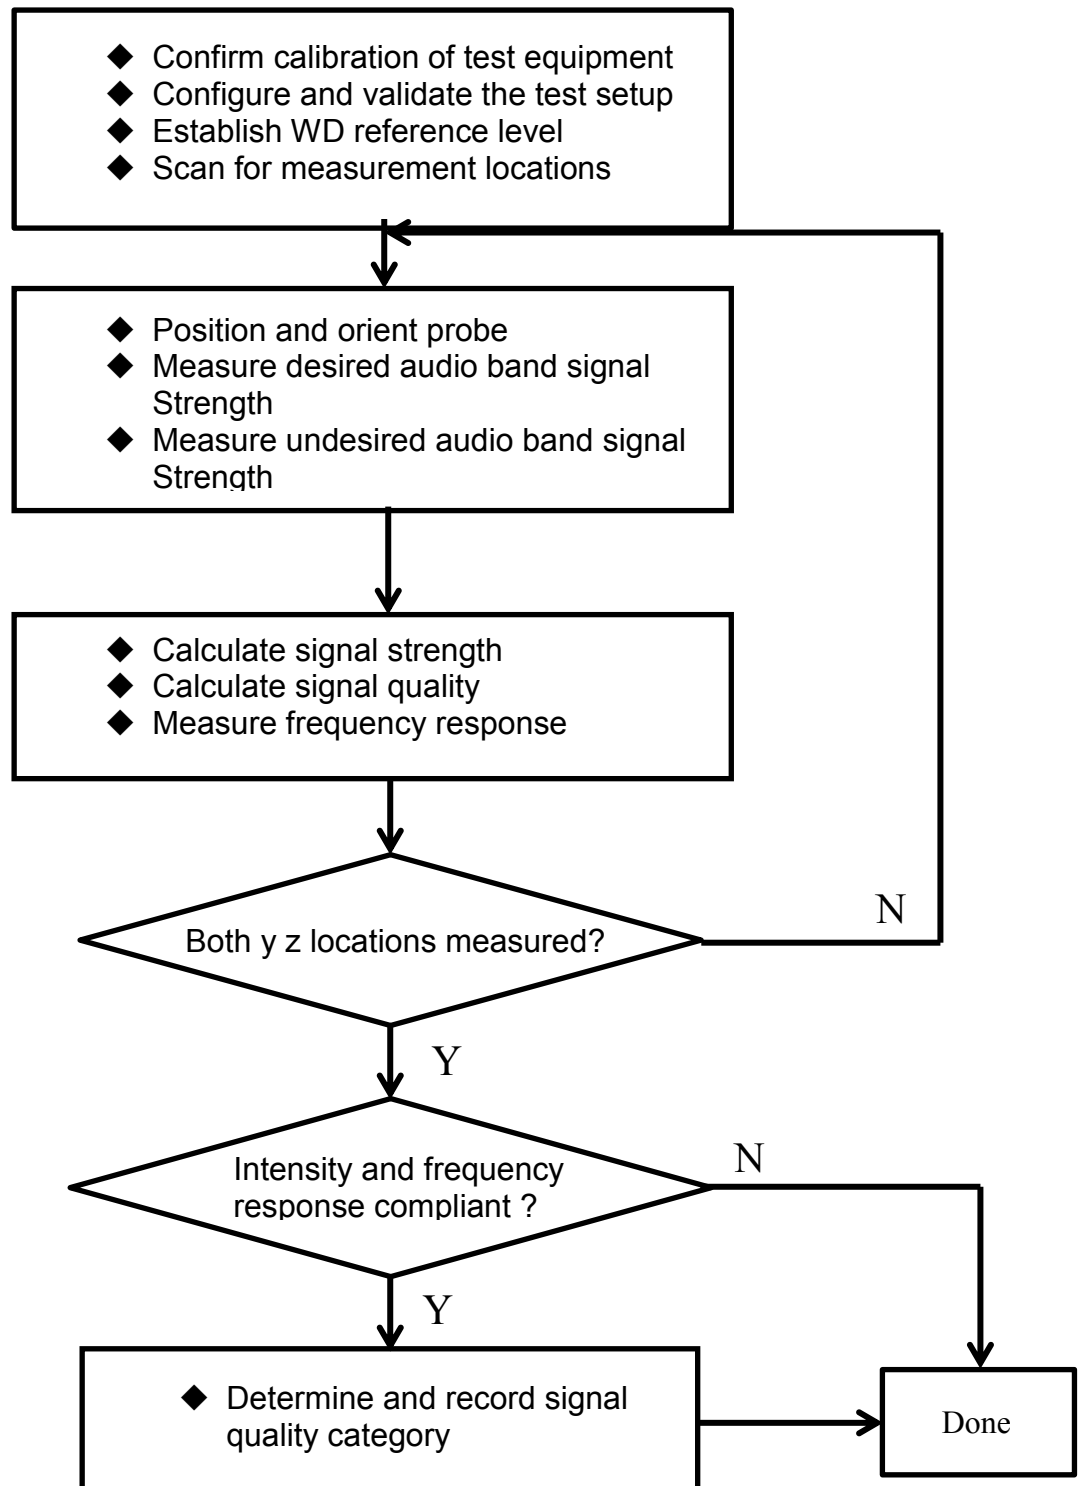 Confirm calibration of test equipment
Configure and validate the test setup
Establish WD reference level
Scan for measurement locations
Position and orient probe
Measure desired audio band signal
Strength
Measure undesired audio band signal
Strength
Calculate signal strength
Calculate signal quality
Measure frequency response
Both y z locations measured?
N
Y
Intensity and frequency
response compliant ?
N
Y
Determine and record signal
quality category
Done